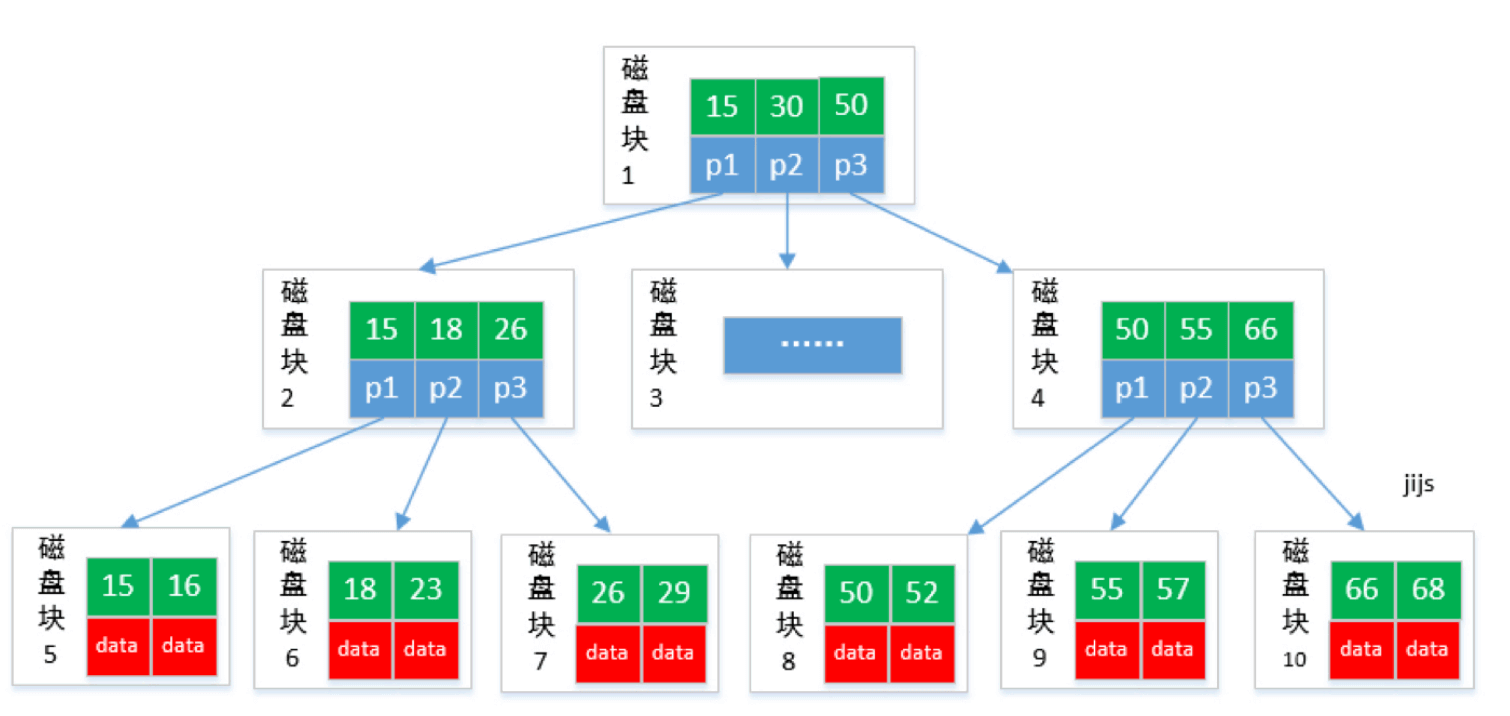 磁盘块1
15 30 50
p1 p2 p3
磁盘块2
15 18 26
p1 p2 p3
磁盘块3
······
磁盘块4
50 55 66
p1 p2 p3
jijs
磁盘块5
15 16
data data
磁盘块6
18 23
data data
磁盘块7
26 29
data data
磁盘块8
50 52
data data
磁盘块9
55 57
data data
磁盘块10
66 68
data data